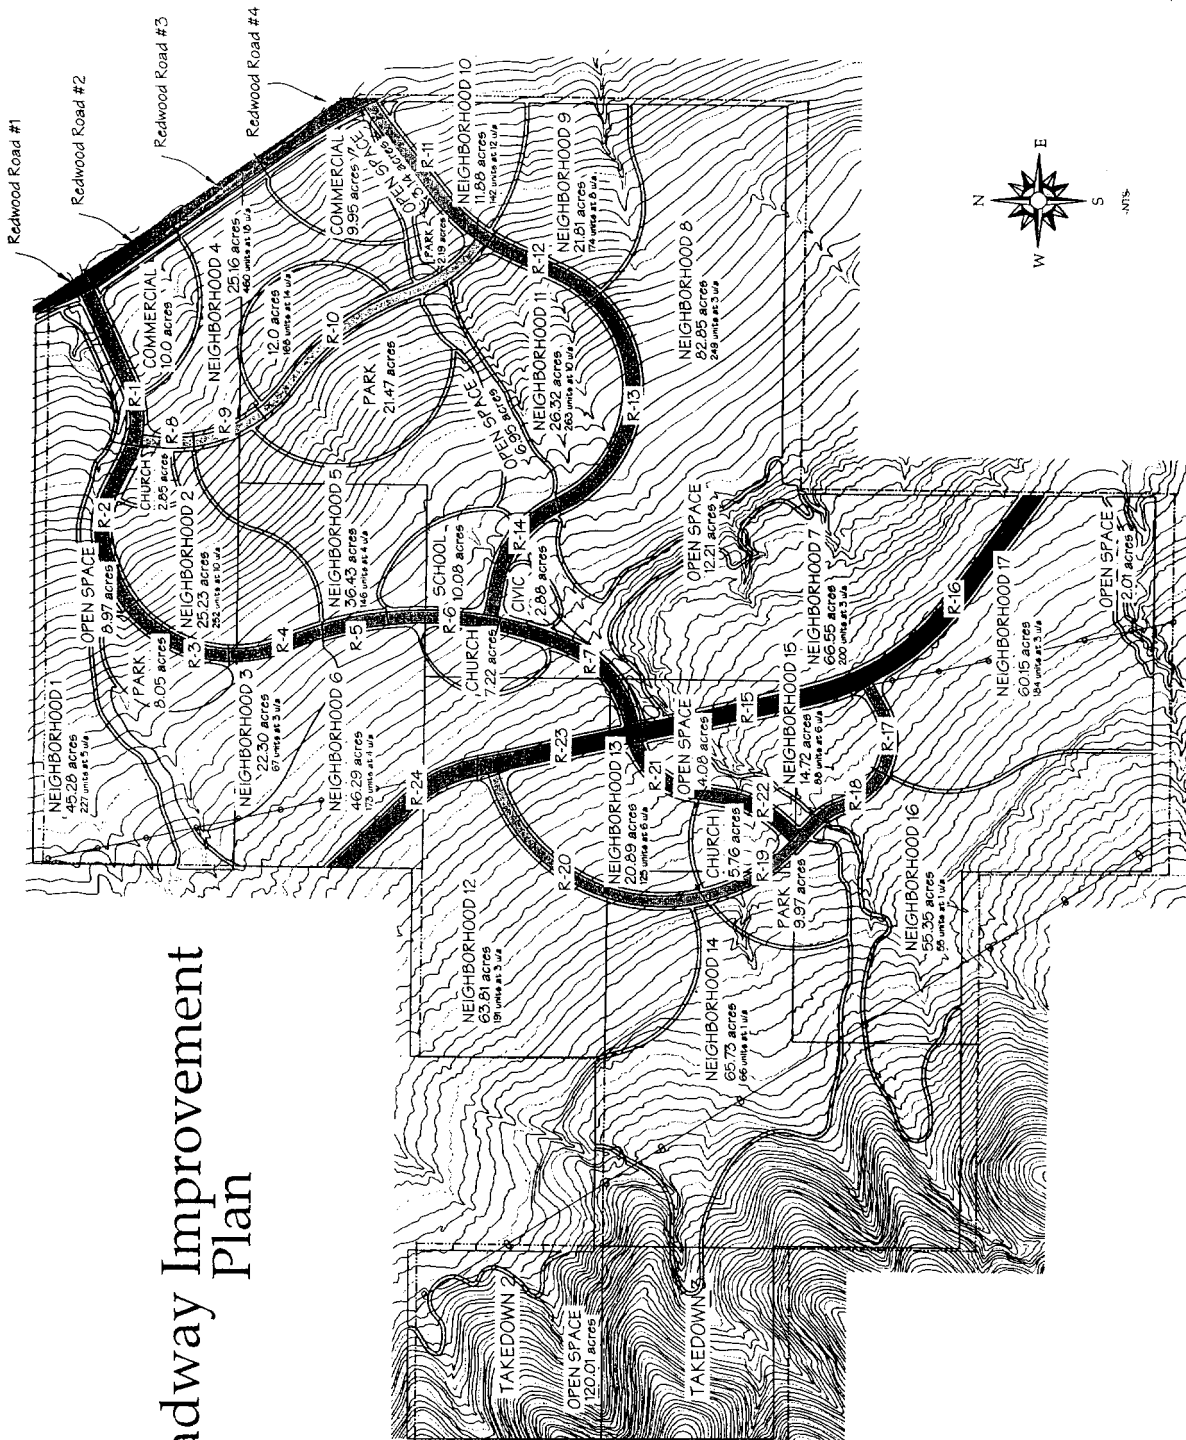 adway Improvement
Plan
Redwood Road #1
Redwood Road #2
Redwood Road #3
Redwood Road #4
NEIGHBORHOOD 1
45.28 acres
227 units at 5 u/a
OPEN SPACE
8.97 acres
PARK
8.05 acres
R-1
R-2
R-3
R-4
R-5
R-6
R-7
R-8
R-9
R-10
R-11
R-12
R-13
R-14
R-15
R-16
R-17
R-18
R-19
R-20
R-21
R-22
R-23
R-24
CHURCH
2.85 acres
NEIGHBORHOOD 2
25.23 acres
NEIGHBORHOOD 3
22.30 acres
67 units at 3 u/a
COMMERCIAL
10.0 acres
NEIGHBORHOOD 4
25.16 acres
12.0 acres
168 units at 14 u/a
COMMERCIAL
9.95 acres
OPEN SPACE
3.14 acres
PARK
2.19 acres
NEIGHBORHOOD 10
11.88 acres
142 units at 12 u/a
NEIGHBORHOOD 9
21.81 acres
174 units at 8 u/a
PARK
21.47 acres
OPEN SPACE
6.95 acres
NEIGHBORHOOD 11
26.32 acres
263 units at 10 u/a
NEIGHBORHOOD 8
82.85 acres
249 units at 3 u/a
NEIGHBORHOOD 5
36.43 acres
146 units at 4 u/a
NEIGHBORHOOD 6
46.29 acres
SCHOOL
10.08 acres
CHURCH
7.22 acres
CIVIC
2.88 acres
OPEN SPACE
12.21 acres
NEIGHBORHOOD 7
66.55 acres
200 units at 3 u/a
NEIGHBORHOOD 12
63.81 acres
191 units at 3 u/a
NEIGHBORHOOD 13
20.89 acres
125 units at 6 u/a
OPEN SPACE
4.08 acres
CHURCH
5.76 acres
NEIGHBORHOOD 15
14.72 acres
88 units at 6 u/a
PARK
9.97 acres
NEIGHBORHOOD 14
65.73 acres
66 units at 1 u/a
NEIGHBORHOOD 16
55.35 acres
55 units at 1 u/a
NEIGHBORHOOD 17
60.15 acres
184 units at 3 u/a
OPEN SPACE
2.01 acres
TAKEDOWN 2
OPEN SPACE
120.01 acres
TAKEDOWN 3
N
E
S
W
-NTS-